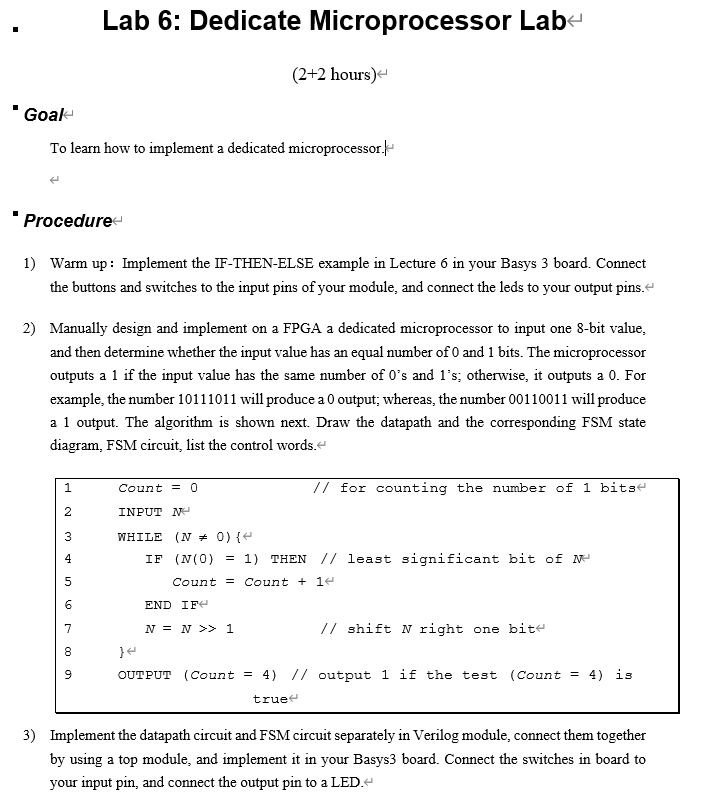 Lab 6: Dedicate Microprocessor Lab
(2+2 hours)
Goal
To learn how to implement a dedicated microprocessor.
Procedure
1) Warm up: Implement the IF-THEN-ELSE example in Lecture 6 in your Basys 3 board. Connect
the buttons and switches to the input pins of your module, and connect the leds to your output pins.
2) Manually design and implement on a FPGA a dedicated microprocessor to input one 8-bit value,
and then determine whether the input value has an equal number of 0 and 1 bits. The microprocessor
outputs a 1 if the input value has the same number of 0's and 1's; otherwise, it outputs a 0. For
example, the number 10111011 will produce a 0 output; whereas, the number 00110011 will produce
a 1 output. The algorithm is shown next. Draw the datapath and the corresponding FSM state
diagram, FSM circuit, list the control words.
1 Count = 0 // for counting the number of 1 bits
2 INPUT N
3 WHILE (N ≠ 0){
4 IF (N(0) = 1) THEN // least significant bit of N
5 Count = Count + 1
6 END IF
7 N = N >> 1 // shift N right one bit
8 }
9 OUTPUT (Count = 4) // output 1 if the test (Count = 4) is
true
3) Implement the datapath circuit and FSM circuit separately in Verilog module, connect them together
by using a top module, and implement it in your Basys3 board. Connect the switches in board to
your input pin, and connect the output pin to a LED.